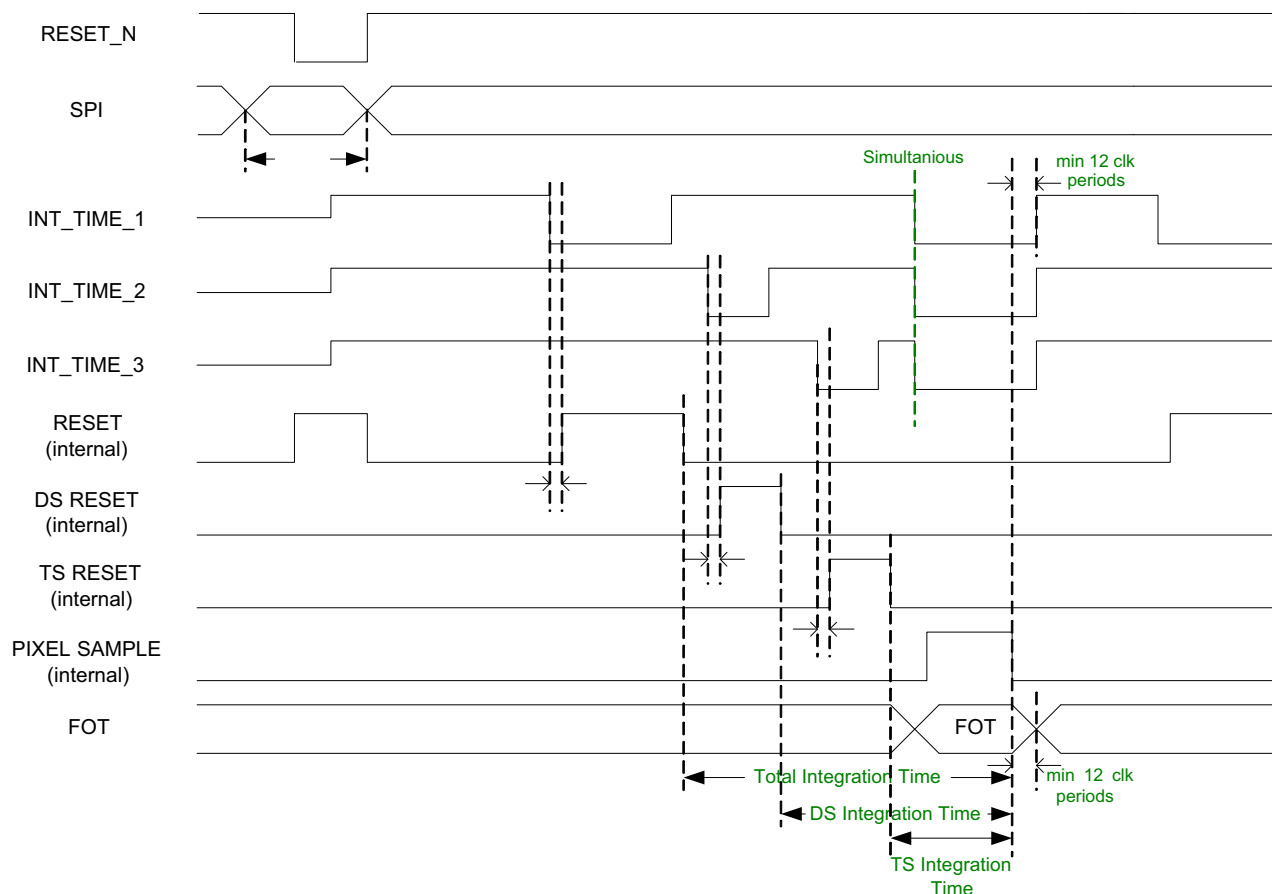 RESET_N
SPI
Simultanious
min 12 clk
periods
INT_TIME_1
INT_TIME_2
INT_TIME_3
RESET
(internal)
DS RESET
(internal)
TS RESET
(internal)
PIXEL SAMPLE
(internal)
FOT
FOT
Total Integration Time
min 12 clk
periods
DS Integration Time
TS Integration
Time